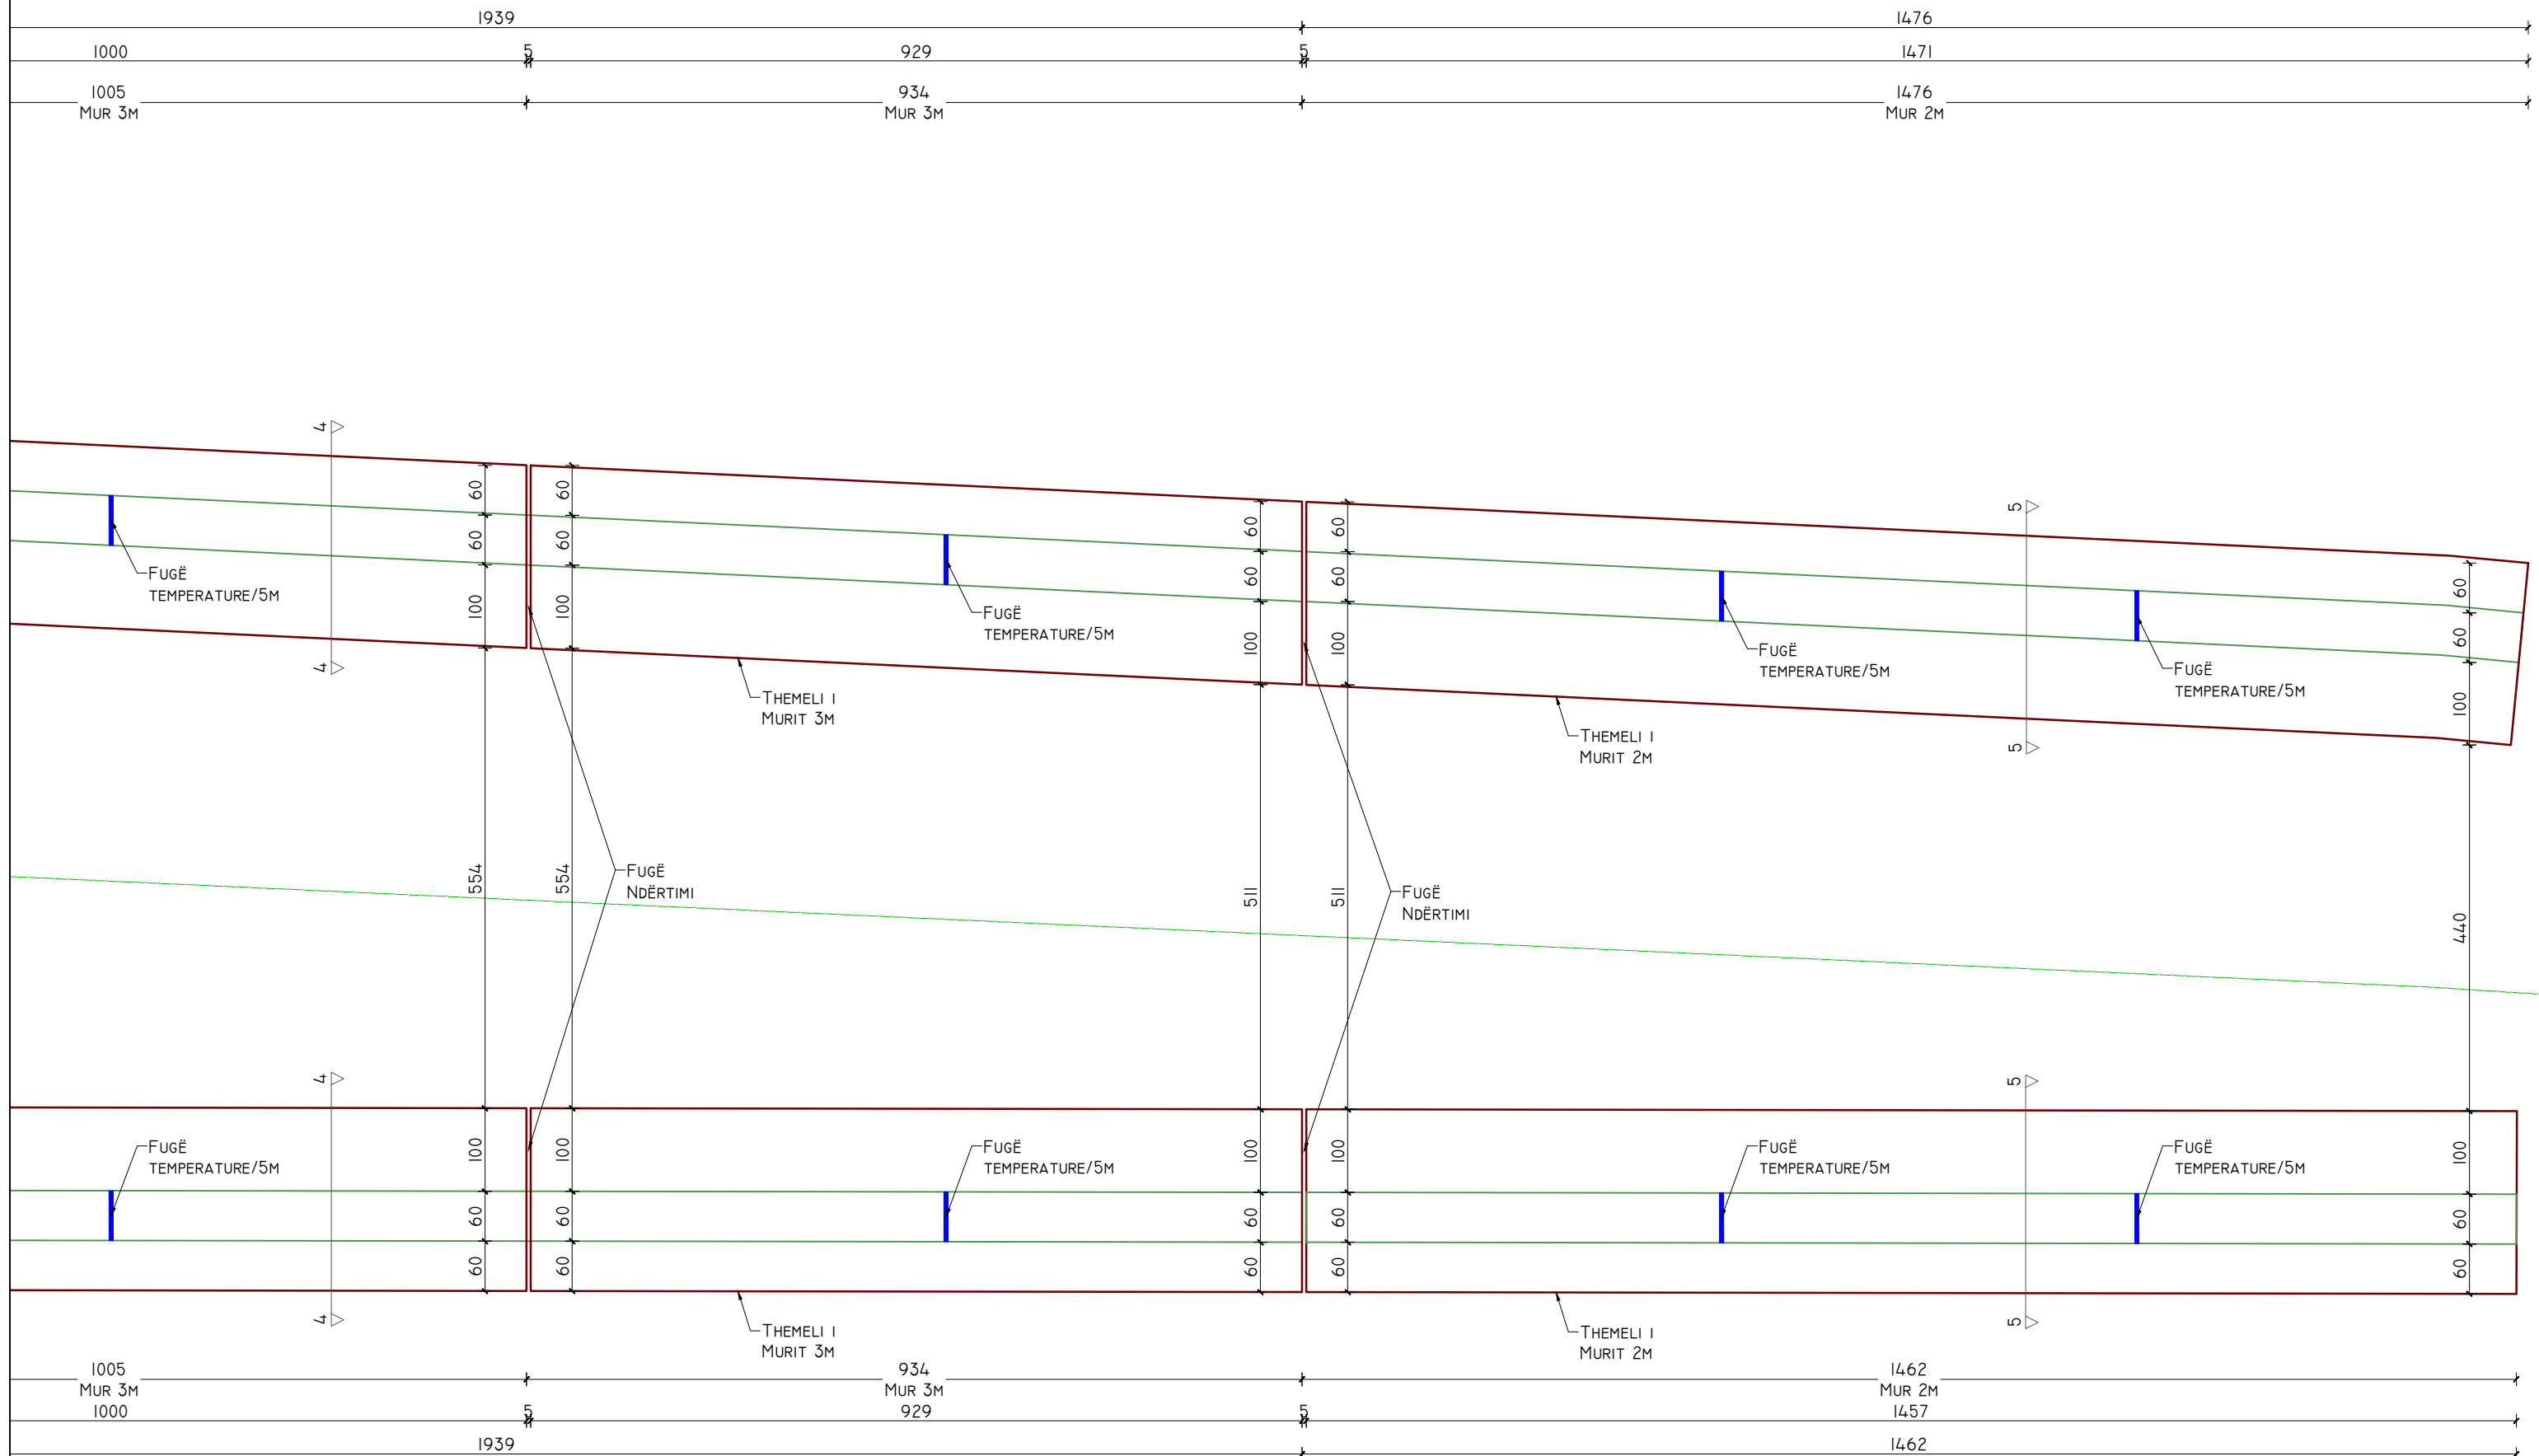 1939 1476
1000 5 929 5 1471
1005 934 1476
Mur 3m Mur 3m Mur 2m
4 5
60 60 60 60 60
60 60 60 60 60
100 100 100 100 100
Fugë
temperature/5m
Fugë
temperature/5m
Fugë
temperature/5m
Fugë
temperature/5m
4 5
Themeli i
Murit 3m
Themeli i
Murit 2m
554 554 511 511 440
Fugë
Ndërtimi
Fugë
Ndërtimi
4 5
100 100 100 100 100
Fugë
temperature/5m
Fugë
temperature/5m
Fugë
temperature/5m
Fugë
temperature/5m
60 60 60 60 60
60 60 60 60 60
4 5
Themeli i
Murit 3m
Themeli i
Murit 2m
1005 934 1462
Mur 3m Mur 3m Mur 2m
1000 5 929 5 1457
1939 1462